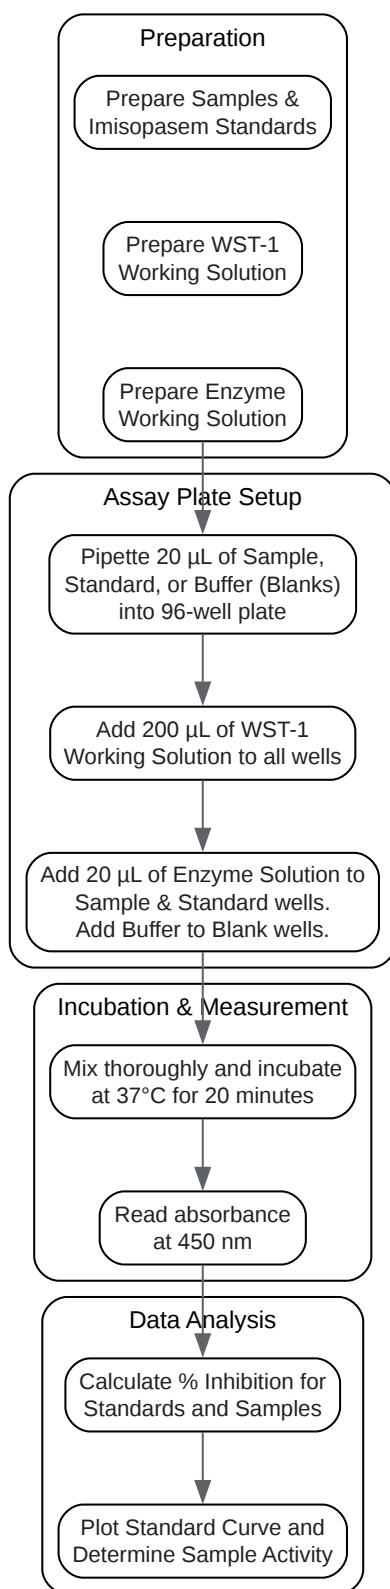 Preparation
Prepare Samples &
Imisopasem Standards
Prepare WST-1
Working Solution
Prepare Enzyme
Working Solution
Assay Plate Setup
Pipette 20 µL of Sample,
Standard, or Buffer (Blanks)
into 96-well plate
Add 200 µL of WST-1
Working Solution to all wells
Add 20 µL of Enzyme Solution to
Sample & Standard wells.
Add Buffer to Blank wells.
Incubation & Measurement
Mix thoroughly and incubate
at 37°C for 20 minutes
Read absorbance
at 450 nm
Data Analysis
Calculate % Inhibition for
Standards and Samples
Plot Standard Curve and
Determine Sample Activity